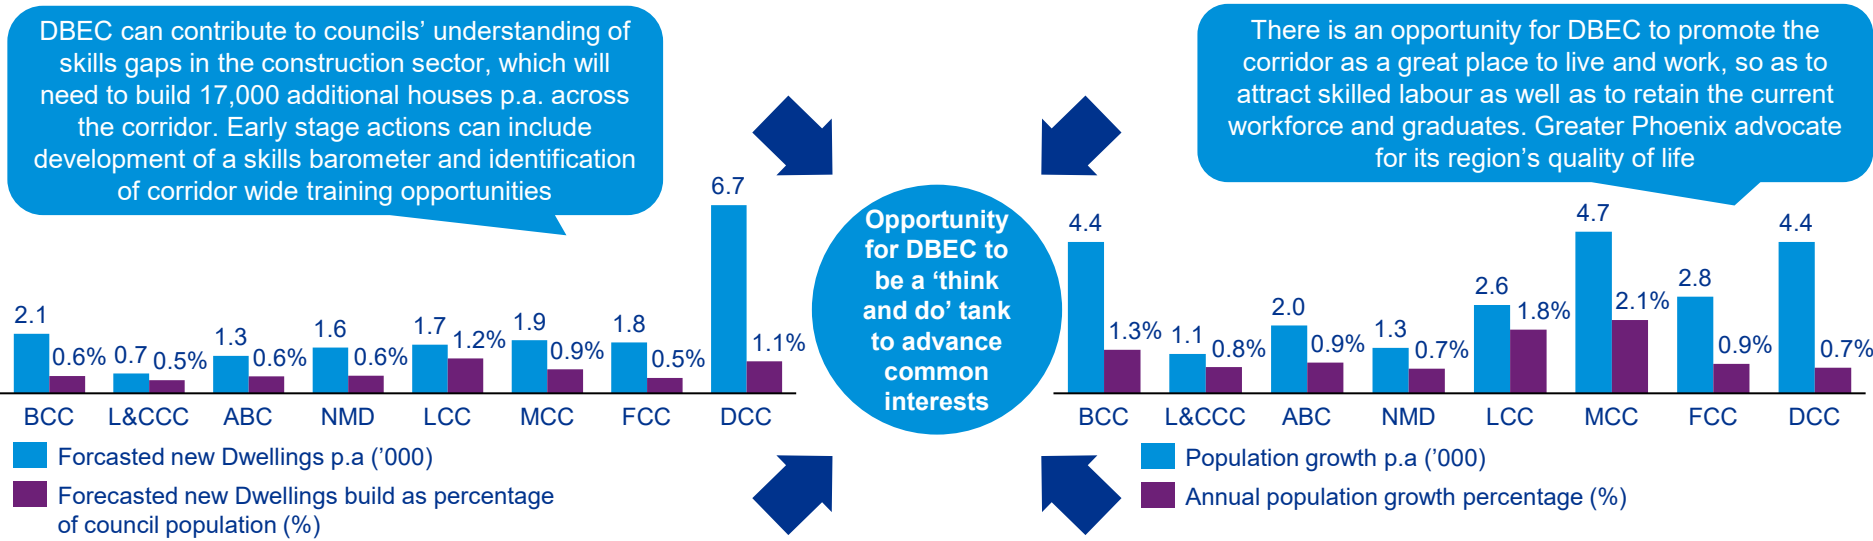 DBEC can contribute to councils’ understanding of
skills gaps in the construction sector, which will
need to build 17,000 additional houses p.a. across
the corridor. Early stage actions can include
development of a skills barometer and identification
of corridor wide training opportunities
There is an opportunity for DBEC to promote the
corridor as a great place to live and work, so as to
attract skilled labour as well as to retain the current
workforce and graduates. Greater Phoenix advocate
for its region’s quality of life
2.1
0.6%
0.7
0.5%
1.3
0.6%
1.6
0.6%
1.7
1.2%
1.9
0.9%
1.8
0.5%
6.7
1.1%
BCC L&CCC ABC NMD LCC MCC FCC DCC
Forcasted new Dwellings p.a (’000)
Forecasted new Dwellings build as percentage
of council population (%)
Opportunity
for DBEC to
be a ‘think
and do’ tank
to advance
common
interests
4.4
1.3%
1.1
0.8%
2.0
0.9%
1.3
0.7%
2.6
1.8%
4.7
2.1%
2.8
0.9%
4.4
0.7%
BCC L&CCC ABC NMD LCC MCC FCC DCC
Population growth p.a (’000)
Annual population growth percentage (%)